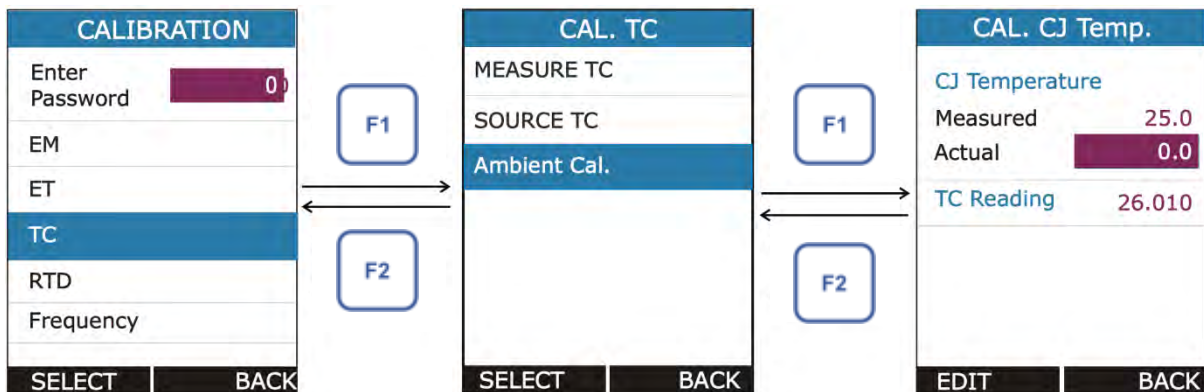 CALIBRATION
Enter
Password 0
EM
ET
TC
RTD
Frequency
SELECT BACK
F1
F2
CAL. TC
MEASURE TC
SOURCE TC
Ambient Cal.
SELECT BACK
F1
F2
CAL. CJ Temp.
CJ Temperature
Measured 25.0
Actual 0.0
TC Reading 26.010
EDIT BACK